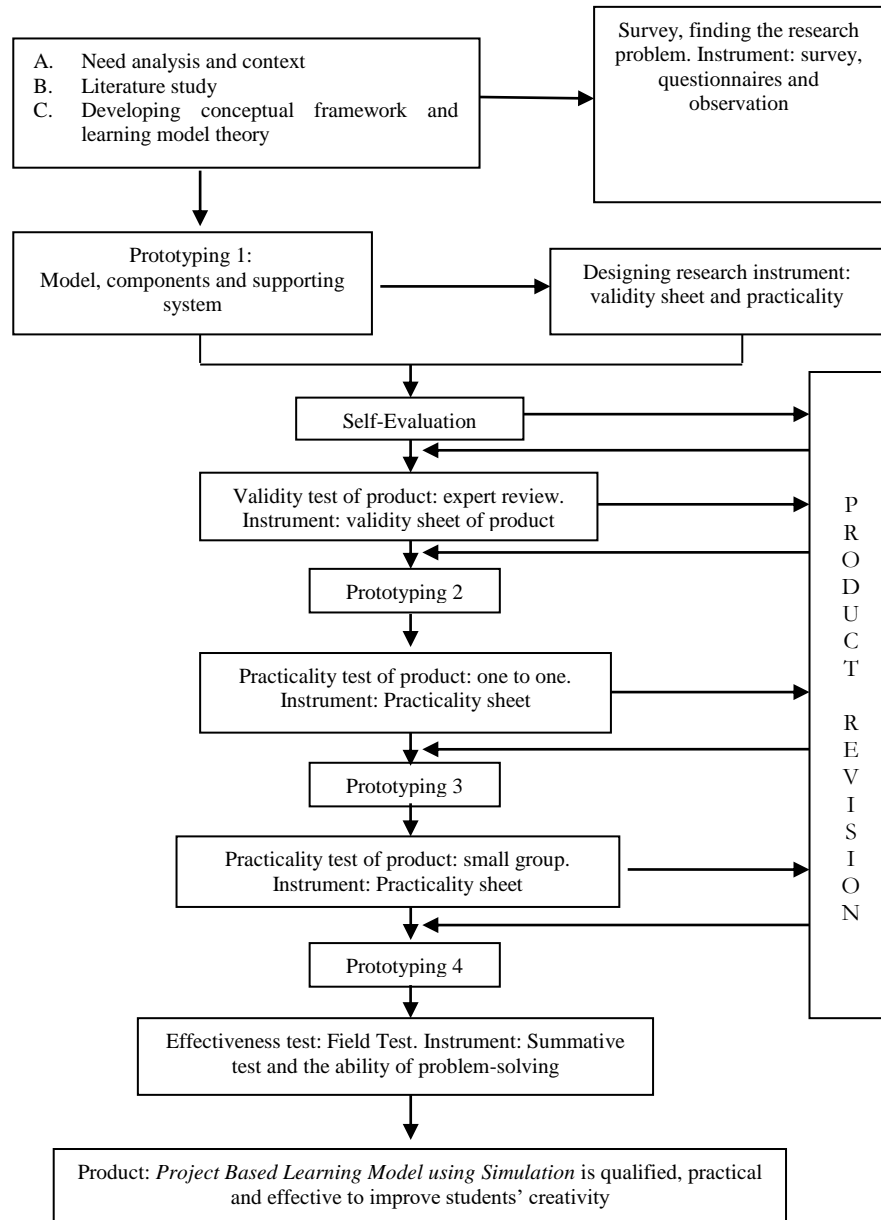 A. Need analysis and context
B. Literature study
C. Developing conceptual framework and
learning model theory
Survey, finding the research
problem. Instrument: survey,
questionnaires and
observation
Prototyping 1:
Model, components and supporting
system
Designing research instrument:
validity sheet and practicality
Self-Evaluation
Validity test of product: expert review.
Instrument: validity sheet of product
Prototyping 2
Practicality test of product: one to one.
Instrument: Practicality sheet
Prototyping 3
Practicality test of product: small group.
Instrument: Practicality sheet
Prototyping 4
Effectiveness test: Field Test. Instrument: Summative
test and the ability of problem-solving
Product: Project Based Learning Model using Simulation is qualified, practical
and effective to improve students’ creativity
P
R
O
D
U
C
T
R
E
V
I
S
I
O
N